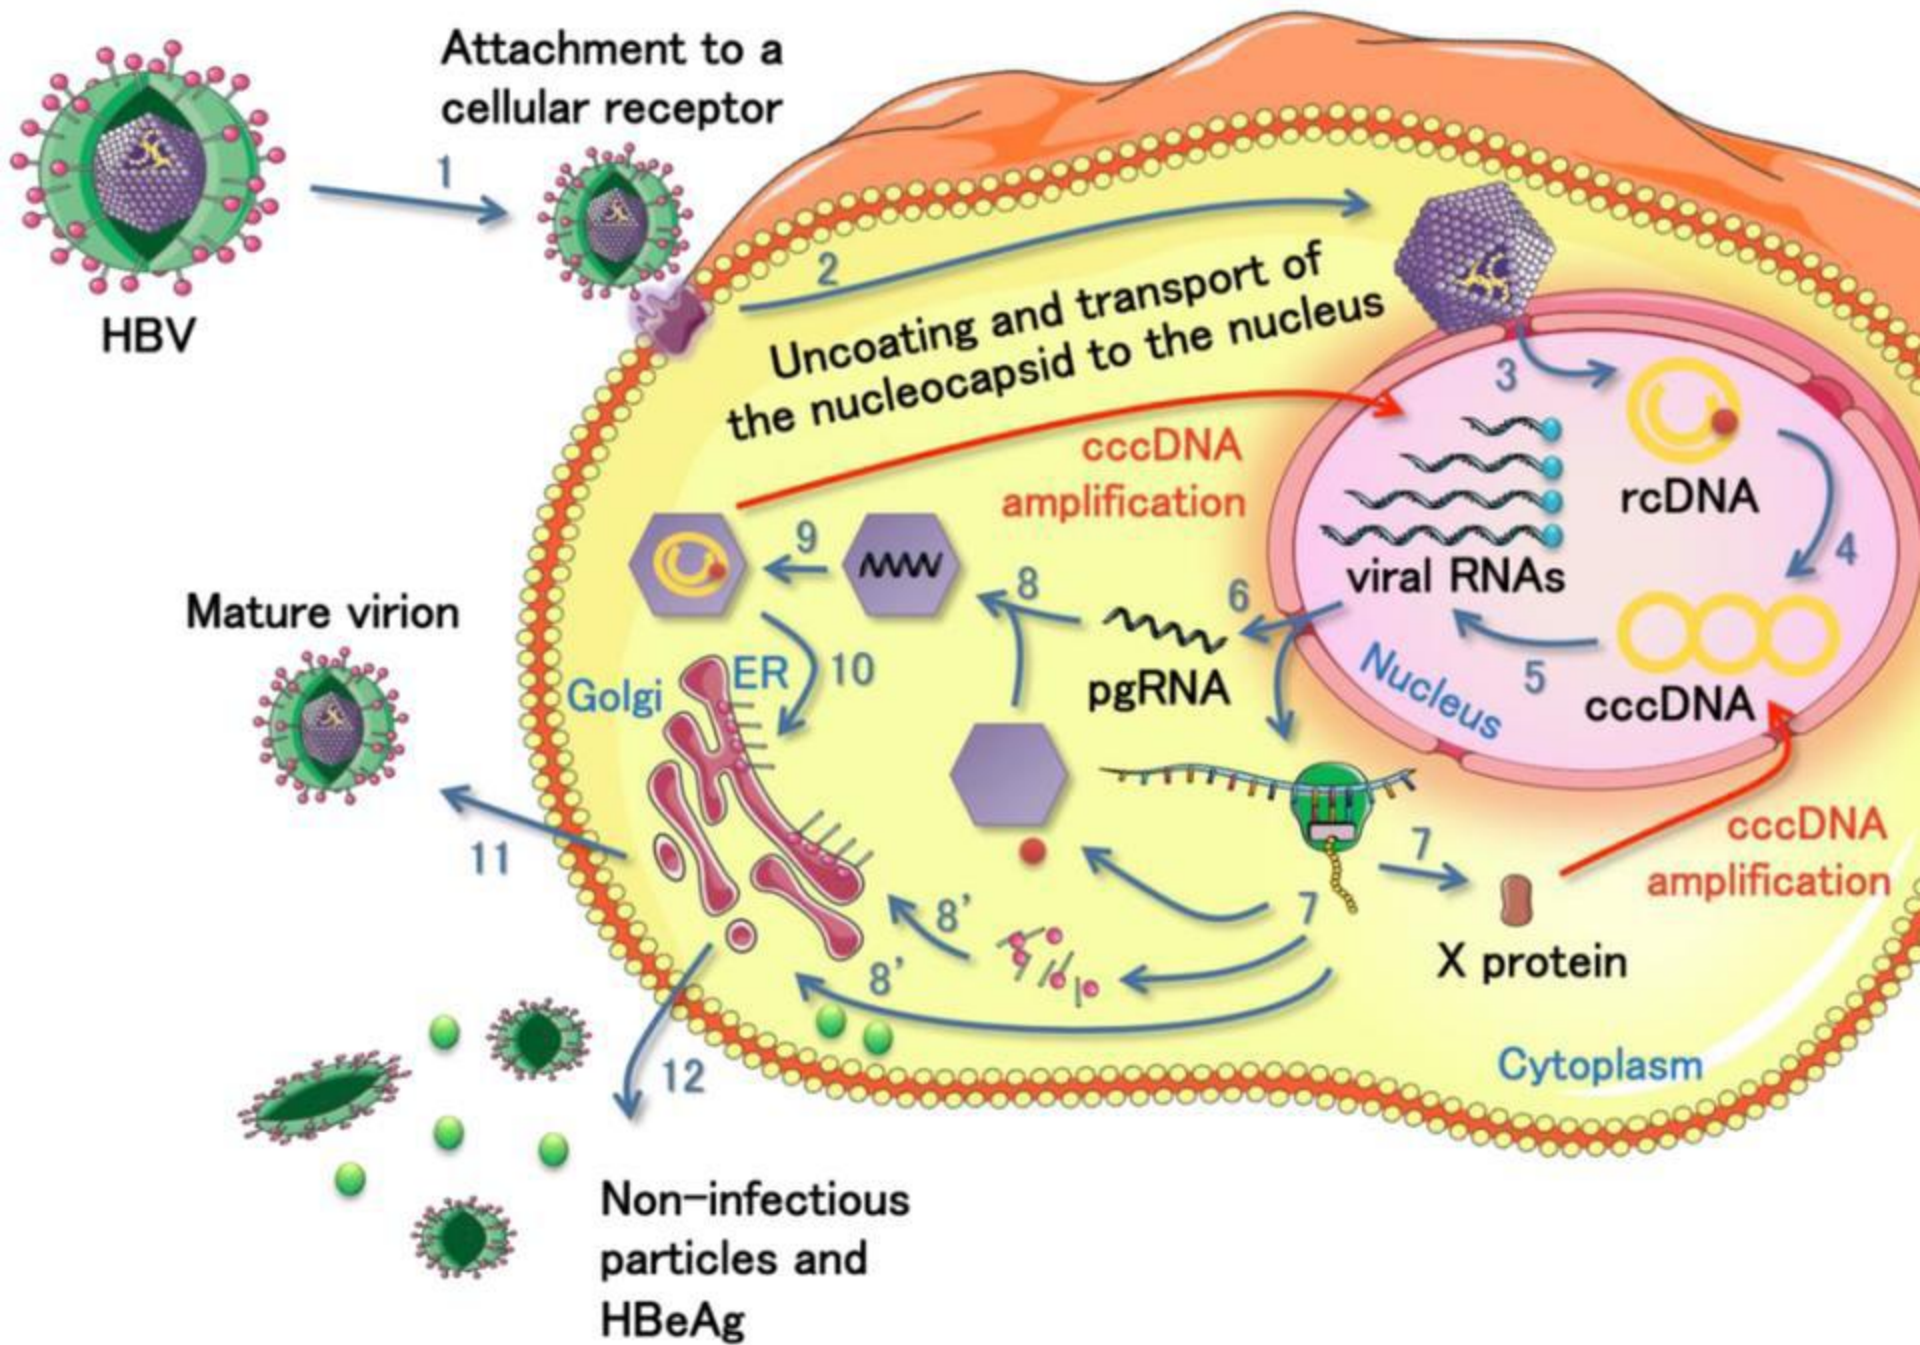 Attachment to a
cellular receptor
1
HBV
2
Uncoating and transport of
the nucleocapsid to the nucleus
3
rcDNA
4
cccDNA
amplification
viral RNAs
5
cccDNA
Nucleus
6
pgRNA
8
9
10
ER
Golgi
Mature virion
11
7
X protein
cccDNA
amplification
7
8'
8'
Cytoplasm
12
Non-infectious
particles and
HBeAg